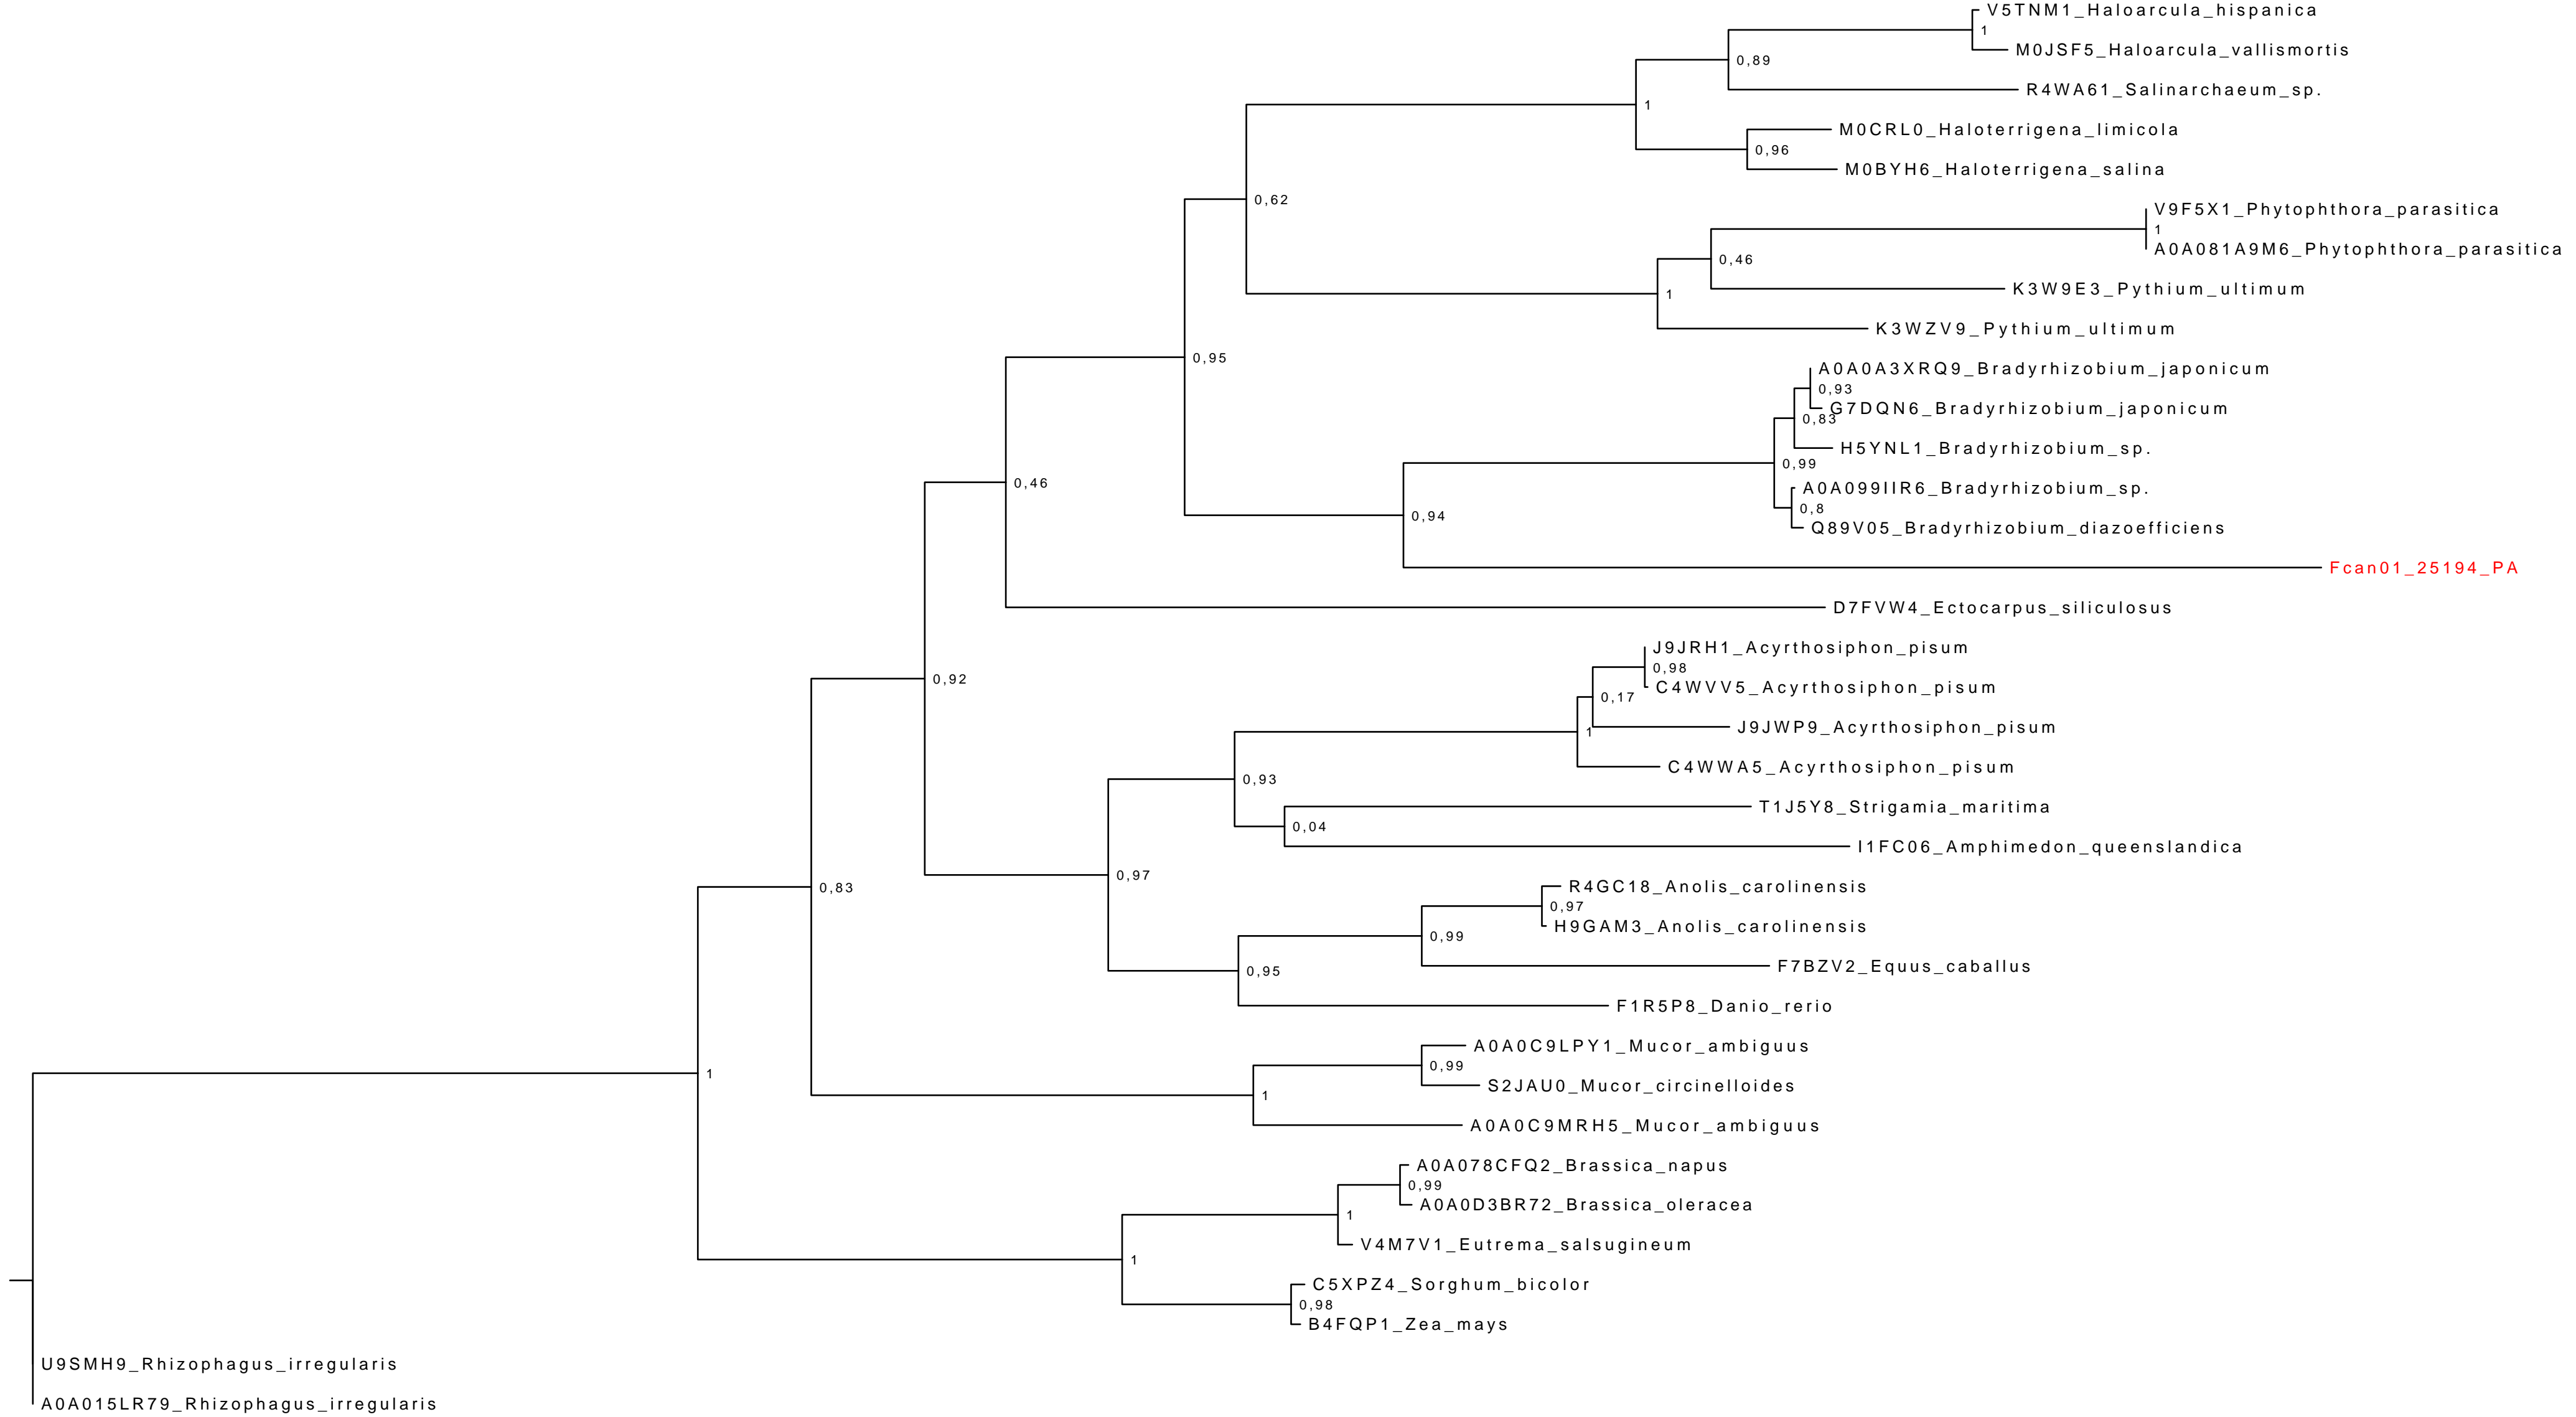 V5TNM1_Haloarcula_hispanica
1
M0JSF5_Haloarcula_vallismortis
0,89
R4WA61_Salinarchaeum_sp.
1
M0CRL0_Haloterrigena_limicola
0,96
M0BYH6_Haloterrigena_salina
0,62
V9F5X1_Phytophthora_parasitica
1
A0A081A9M6_Phytophthora_parasitica
0,46
K3W9E3_Pythium_ultimum
1
K3WZV9_Pythium_ultimum
0,95
A0A0A3XRQ9_Bradyrhizobium_japonicum
0,93
G7DQN6_Bradyrhizobium_japonicum
0,83
H5YNL1_Bradyrhizobium_sp.
0,99
A0A099IIR6_Bradyrhizobium_sp.
0,8
Q89V05_Bradyrhizobium_diazoefficiens
0,94
Fcan01_25194_PA
0,46
D7FVW4_Ectocarpus_siliculosus
J9JRH1_Acyrthosiphon_pisum
0,98
C4WVV5_Acyrthosiphon_pisum
0,17
0,92
J9JWP9_Acyrthosiphon_pisum
1
C4WWA5_Acyrthosiphon_pisum
0,93
T1J5Y8_Strigamia_maritima
0,04
I1FC06_Amphimedon_queenslandica
0,97
R4GC18_Anolis_carolinensis
0,83
0,97
H9GAM3_Anolis_carolinensis
0,99
F7BZV2_Equus_caballus
0,95
F1R5P8_Danio_rerio
A0A0C9LPY1_Mucor_ambiguus
0,99
1
S2JAU0_Mucor_circinelloides
1
A0A0C9MRH5_Mucor_ambiguus
A0A078CFQ2_Brassica_napus
0,99
A0A0D3BR72_Brassica_oleracea
1
V4M7V1_Eutrema_salsugineum
1
C5XPZ4_Sorghum_bicolor
0,98
B4FQP1_Zea_mays
U9SMH9_Rhizophagus_irregularis
A0A015LR79_Rhizophagus_irregularis